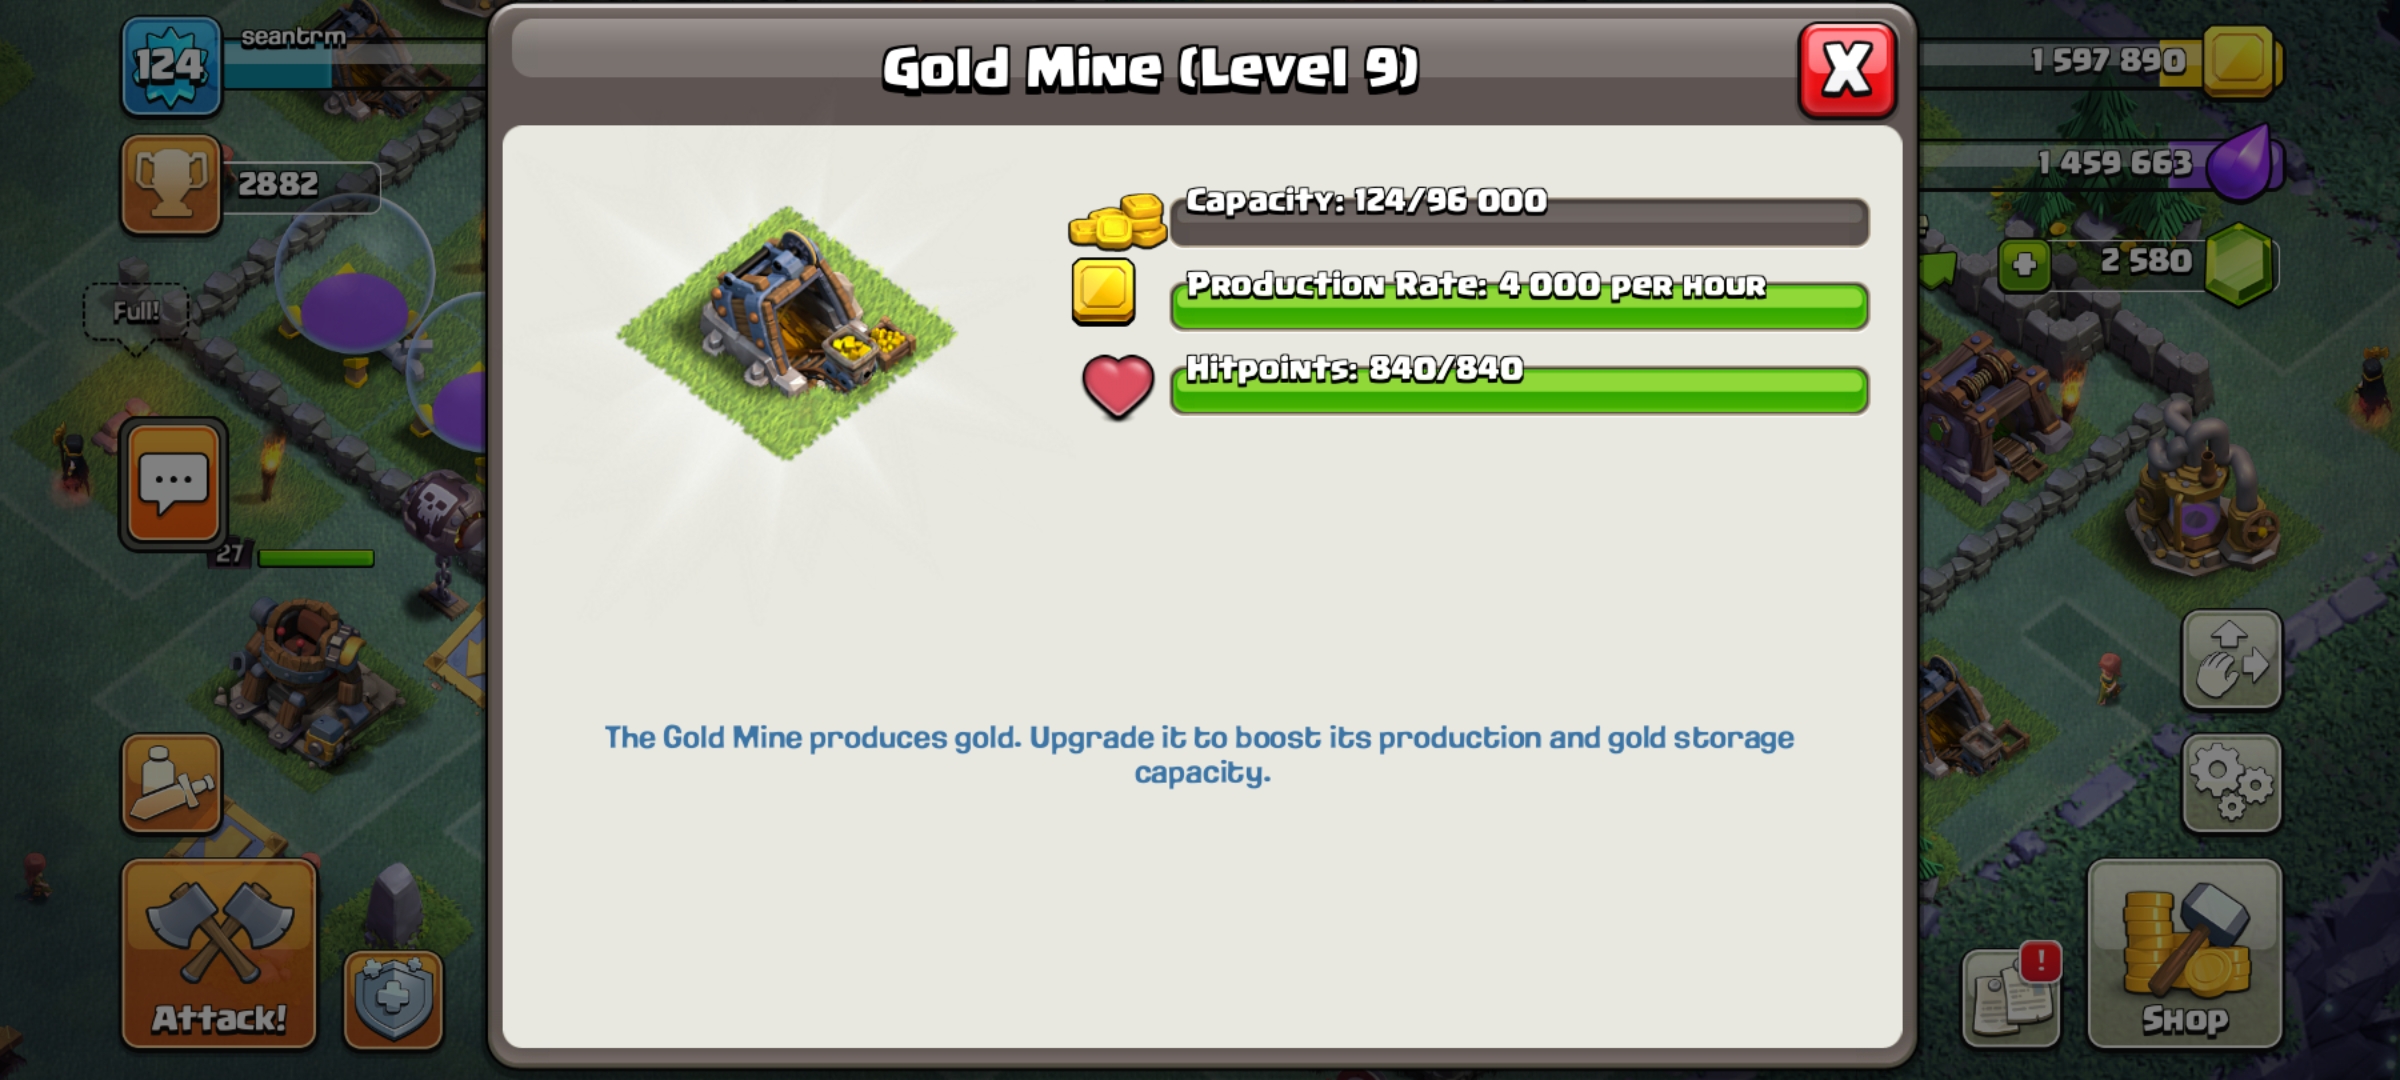 124
seantrm
Gold Mine (Level 9)
X
1 597 890
2882
Capacity: 124/96 000
1 459 663
Production Rate: 4 000 per hour
2 580
Full!
Hitpoints: 840/840
27
The Gold Mine produces gold. Upgrade it to boost its production and gold storage
capacity.
!
Attack!
Shop